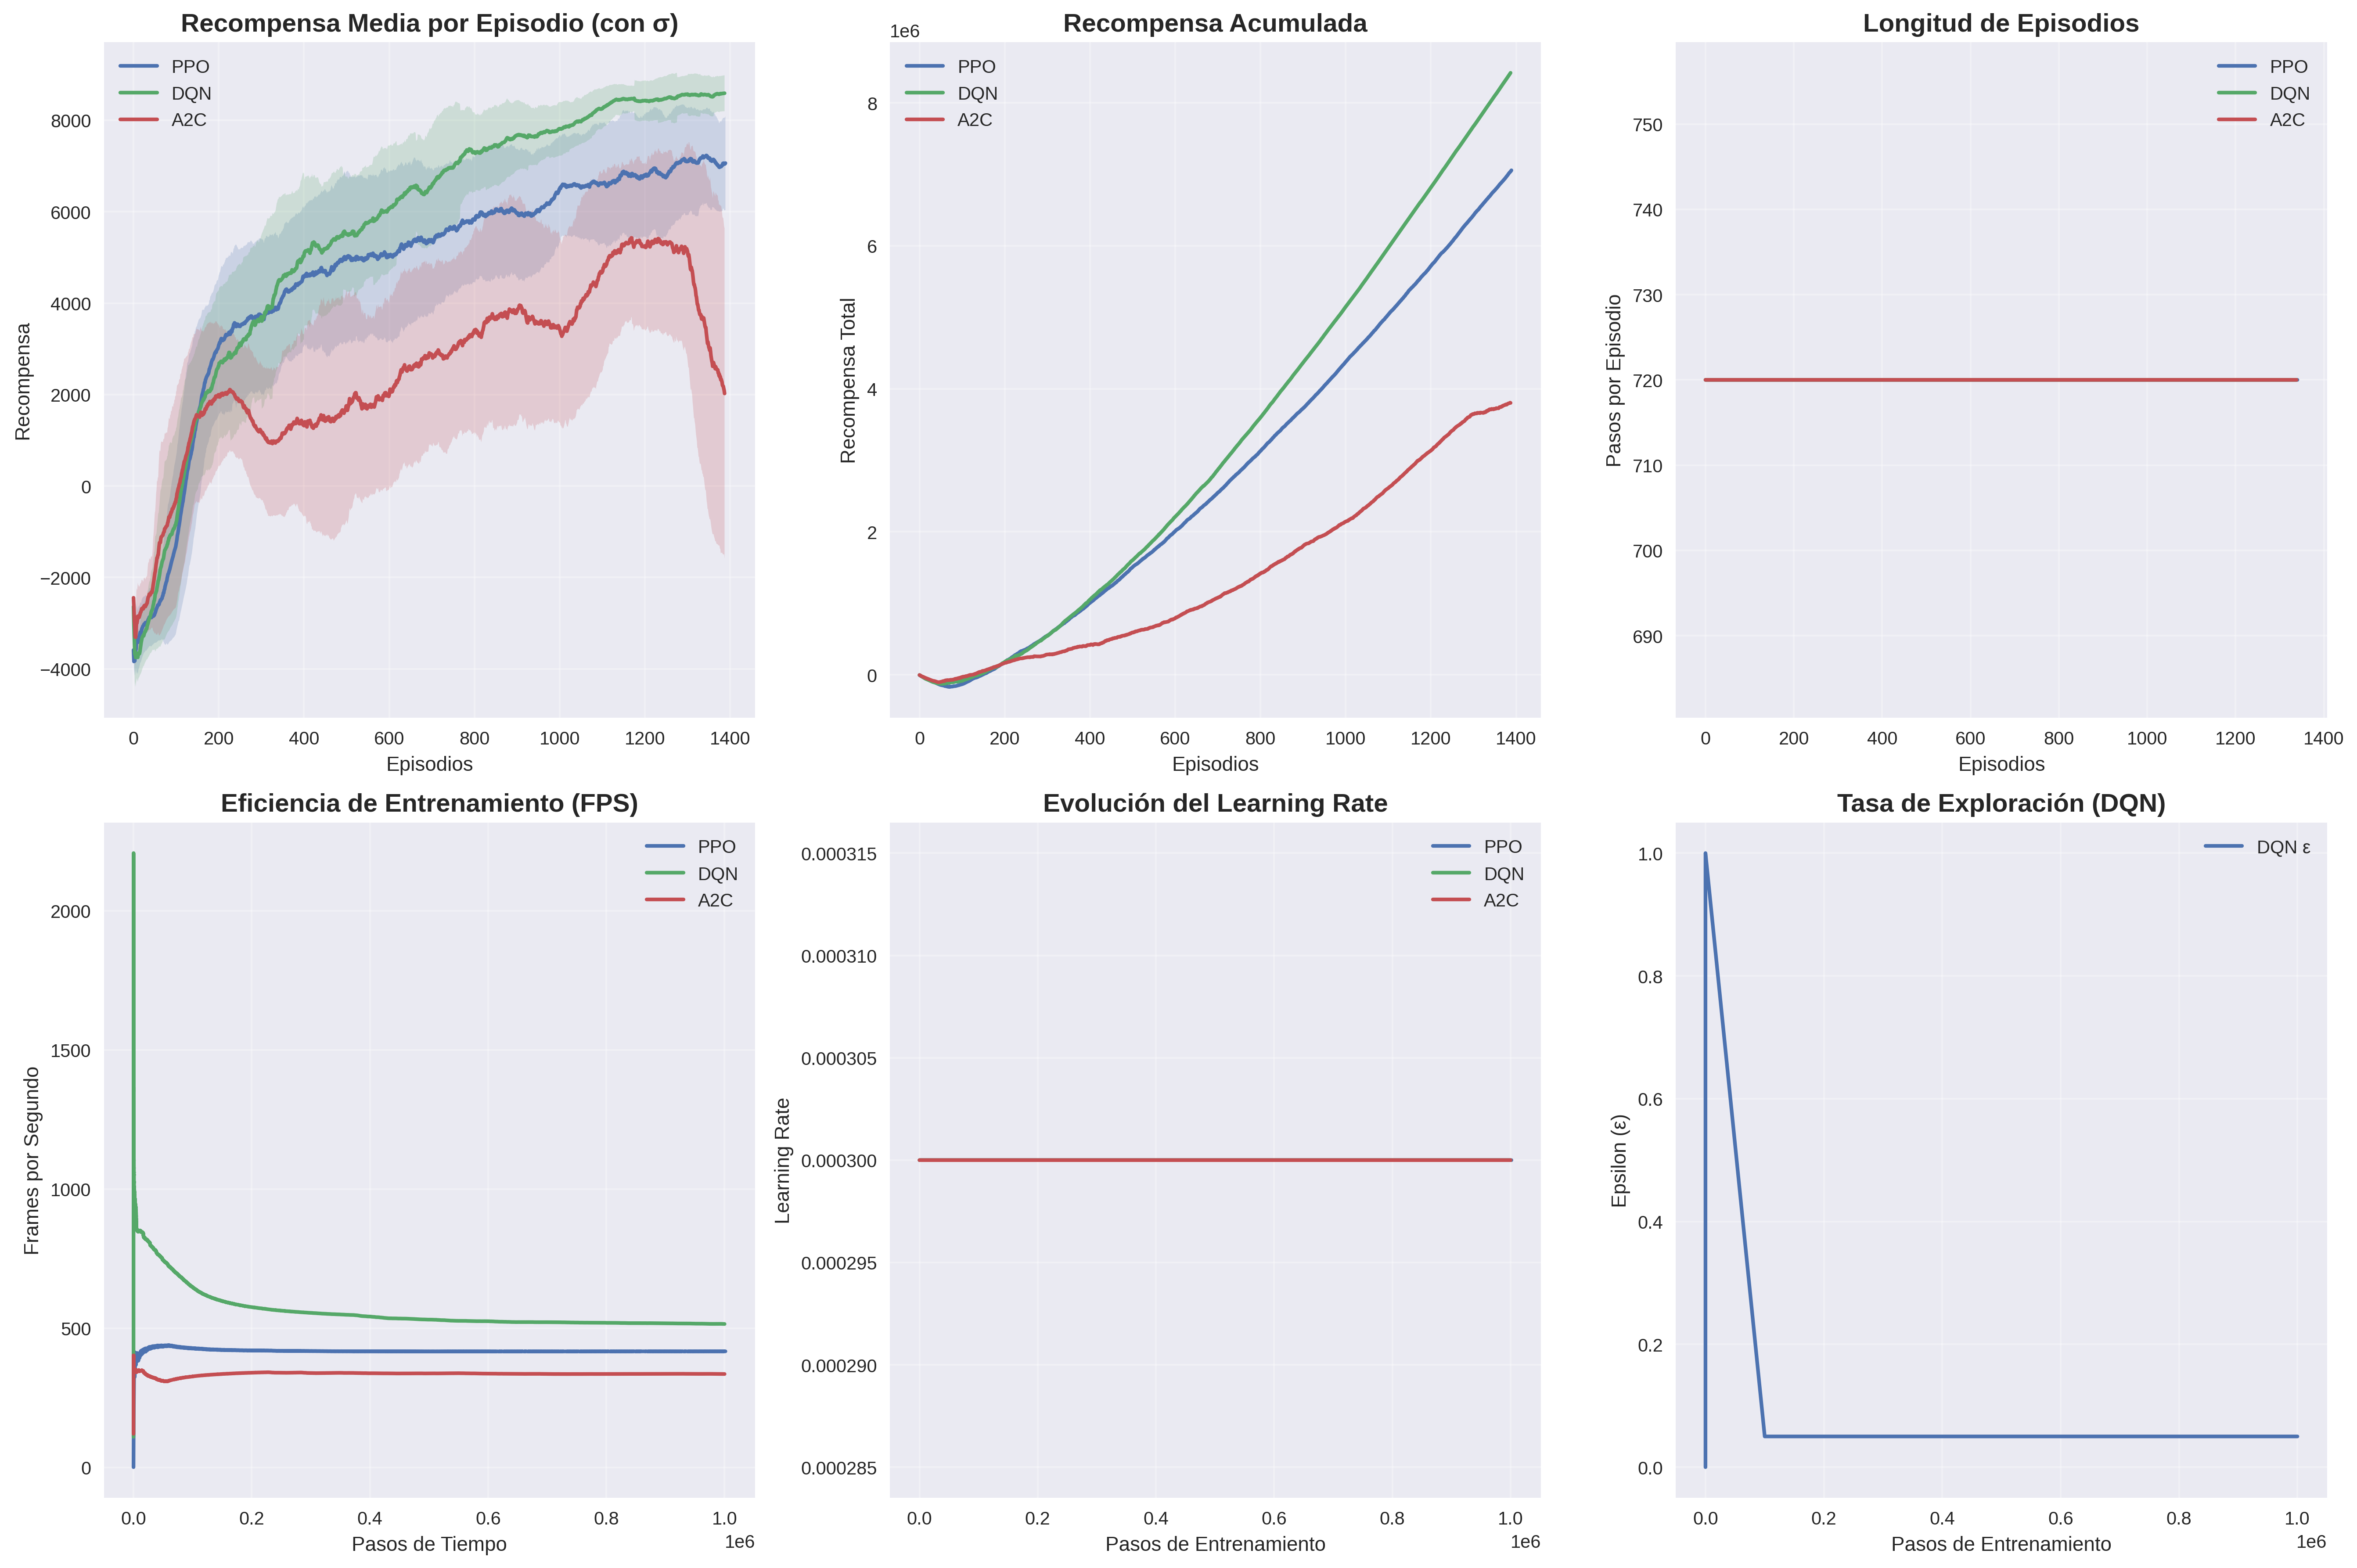 Recompensa Media por Episodio (con σ)
PPO
DQN
A2C
8000
6000
4000
2000
0
−2000
−4000
Recompensa
0 200 400 600 800 1000 1200 1400
Episodios
Recompensa Acumulada
1e6
PPO
DQN
A2C
8
6
4
2
0
Recompensa Total
0 200 400 600 800 1000 1200 1400
Episodios
Longitud de Episodios
PPO
DQN
A2C
750
740
730
720
710
700
690
Pasos por Episodio
0 200 400 600 800 1000 1200 1400
Episodios
Eficiencia de Entrenamiento (FPS)
PPO
DQN
A2C
2000
1500
1000
500
0
Frames por Segundo
0.0 0.2 0.4 0.6 0.8 1.0
1e6
Pasos de Tiempo
Evolución del Learning Rate
PPO
DQN
A2C
0.000315
0.000310
0.000305
0.000300
0.000295
0.000290
0.000285
Learning Rate
0.0 0.2 0.4 0.6 0.8 1.0
1e6
Pasos de Entrenamiento
Tasa de Exploración (DQN)
DQN ε
1.0
0.8
0.6
0.4
0.2
0.0
Epsilon (ε)
0.0 0.2 0.4 0.6 0.8 1.0
1e6
Pasos de Entrenamiento